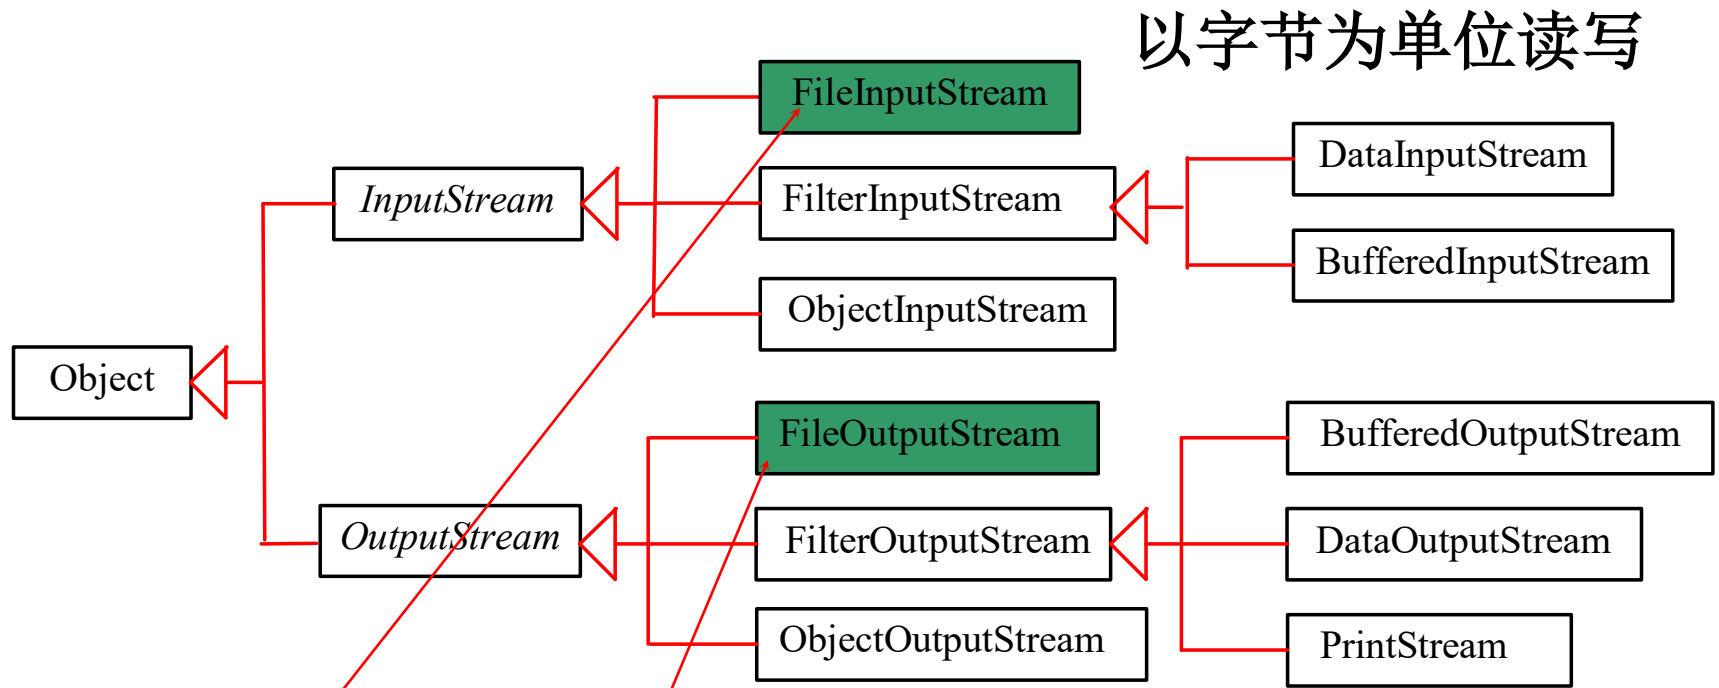 以字节为单位读写
FileInputStream
DataInputStream
InputStream
FilterInputStream
BufferedInputStream
ObjectInputStream
Object
FileOutputStream
BufferedOutputStream
OutputStream
FilterOutputStream
DataOutputStream
ObjectOutputStream
PrintStream